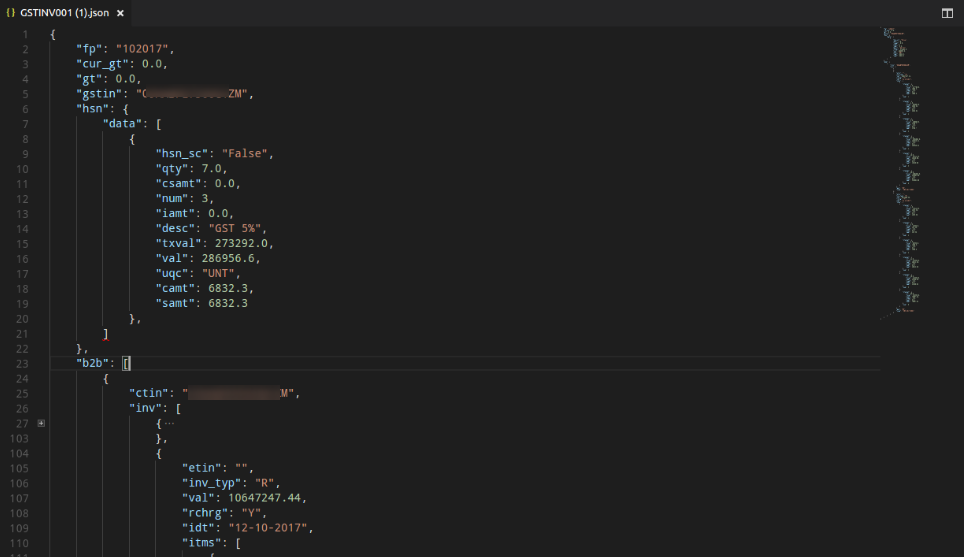 {} GSTINV001 (1).json ×
1 {
2 "fp": "102017",
3 "cur_gt": 0.0,
4 "gt": 0.0,
5 "gstin": " ZM",
6 "hsn": {
7 "data": [
8 {
9 "hsn_sc": "False",
10 "qty": 7.0,
11 "csamt": 0.0,
12 "num": 3,
13 "iamt": 0.0,
14 "desc": "GST 5%",
15 "txval": 273292.0,
16 "val": 286956.6,
17 "uqc": "UNT",
18 "camt": 6832.3,
19 "samt": 6832.3
20 },
21 ]
22 },
23 "b2b": [
24 {
25 "ctin": " M",
26 "inv": [
27 {···
103 },
104 {
105 "etin": "",
106 "inv_typ": "R",
107 "val": 10647247.44,
108 "rchrg": "Y",
109 "idt": "12-10-2017",
110 "itms": [